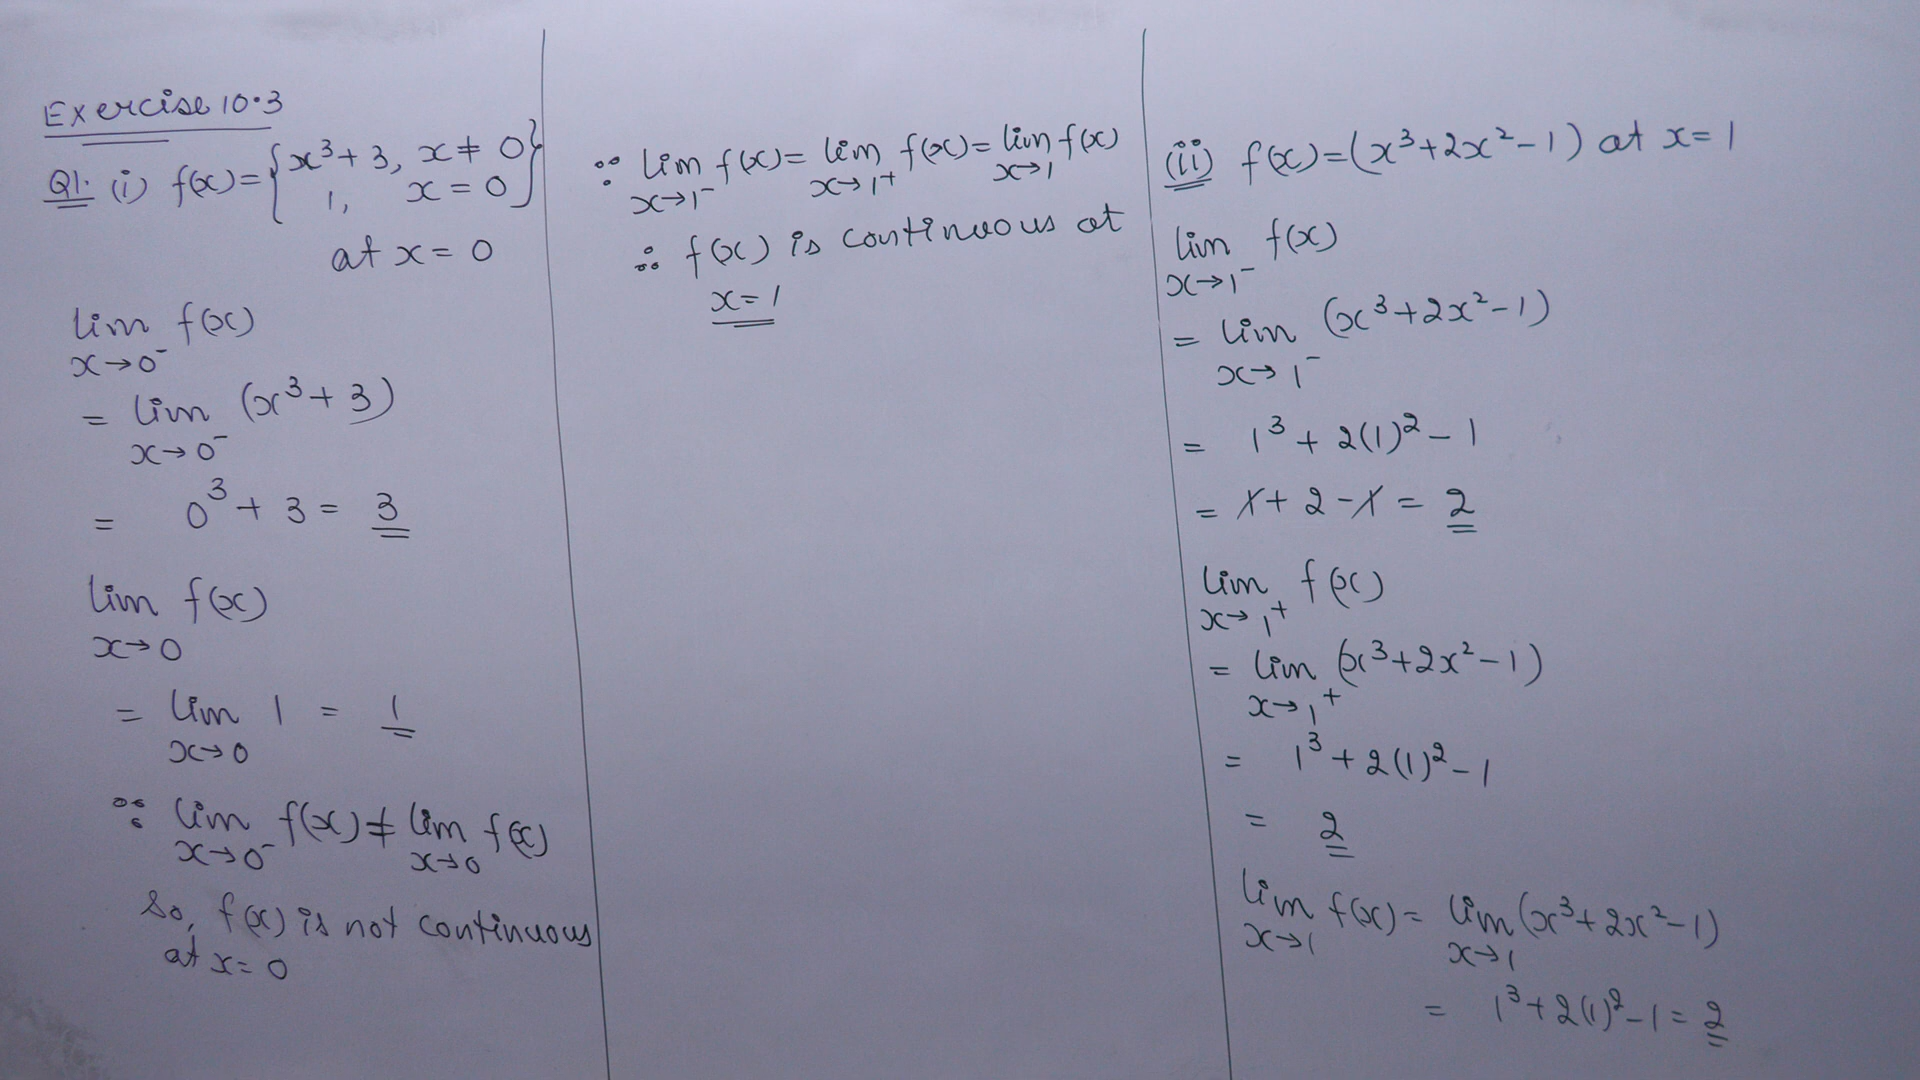 Exercise 10.3
Q1. (i) f(x) = { x³ + 3, x ≠ 0
1, x = 0 }
at x = 0
lim f(x)
x→0⁻
= lim (x³ + 3)
x→0⁻
= 0³ + 3 = 3
lim f(x)
x→0
= lim 1 = 1
x→0
∵ lim f(x) ≠ lim f(x)
x→0⁻ x→0
So, f(x) is not continuous
at x = 0
∵ lim f(x) = lim f(x) = lim f(x)
x→1⁻ x→1⁺ x→1
∴ f(x) is continuous at
x = 1
(ii) f(x) = (x³ + 2x² - 1) at x = 1
lim f(x)
x→1⁻
= lim (x³ + 2x² - 1)
x→1⁻
= 1³ + 2(1)² - 1
= 1 + 2 - 1 = 2
lim f(x)
x→1⁺
= lim (x³ + 2x² - 1)
x→1⁺
= 1³ + 2(1)² - 1
= 2
lim f(x) = lim (x³ + 2x² - 1)
x→1 x→1
= 1³ + 2(1)² - 1 = 2